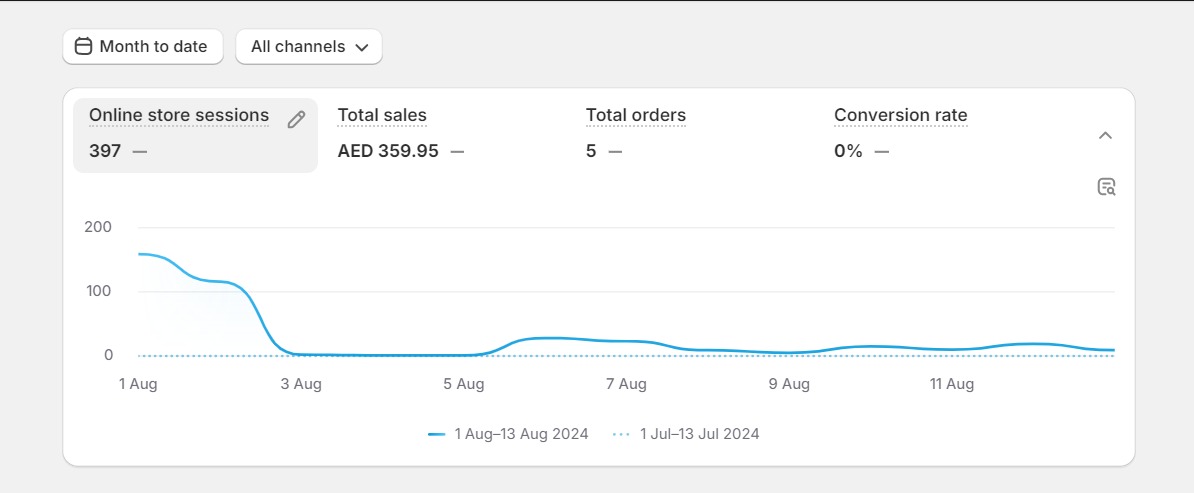 Month to date
All channels
Online store sessions
397 —
Total sales
AED 359.95 —
Total orders
5 —
Conversion rate
0% —
200
100
0
1 Aug 3 Aug 5 Aug 7 Aug 9 Aug 11 Aug
1 Aug–13 Aug 2024 1 Jul–13 Jul 2024